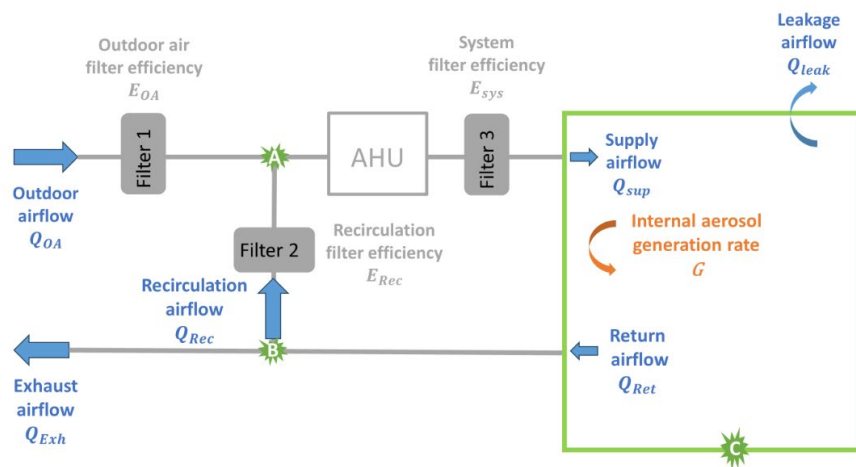 Outdoor air
filter efficiency
E_OA
System
filter efficiency
E_sys
Leakage
airflow
Q_leak
Filter 1
A
AHU
Filter 3
Supply
airflow
Q_sup
Outdoor
airflow
Q_OA
Filter 2
Recirculation
filter efficiency
E_Rec
Internal aerosol
generation rate
G
Recirculation
airflow
Q_Rec
B
Return
airflow
Q_Ret
Exhaust
airflow
Q_Exh
C